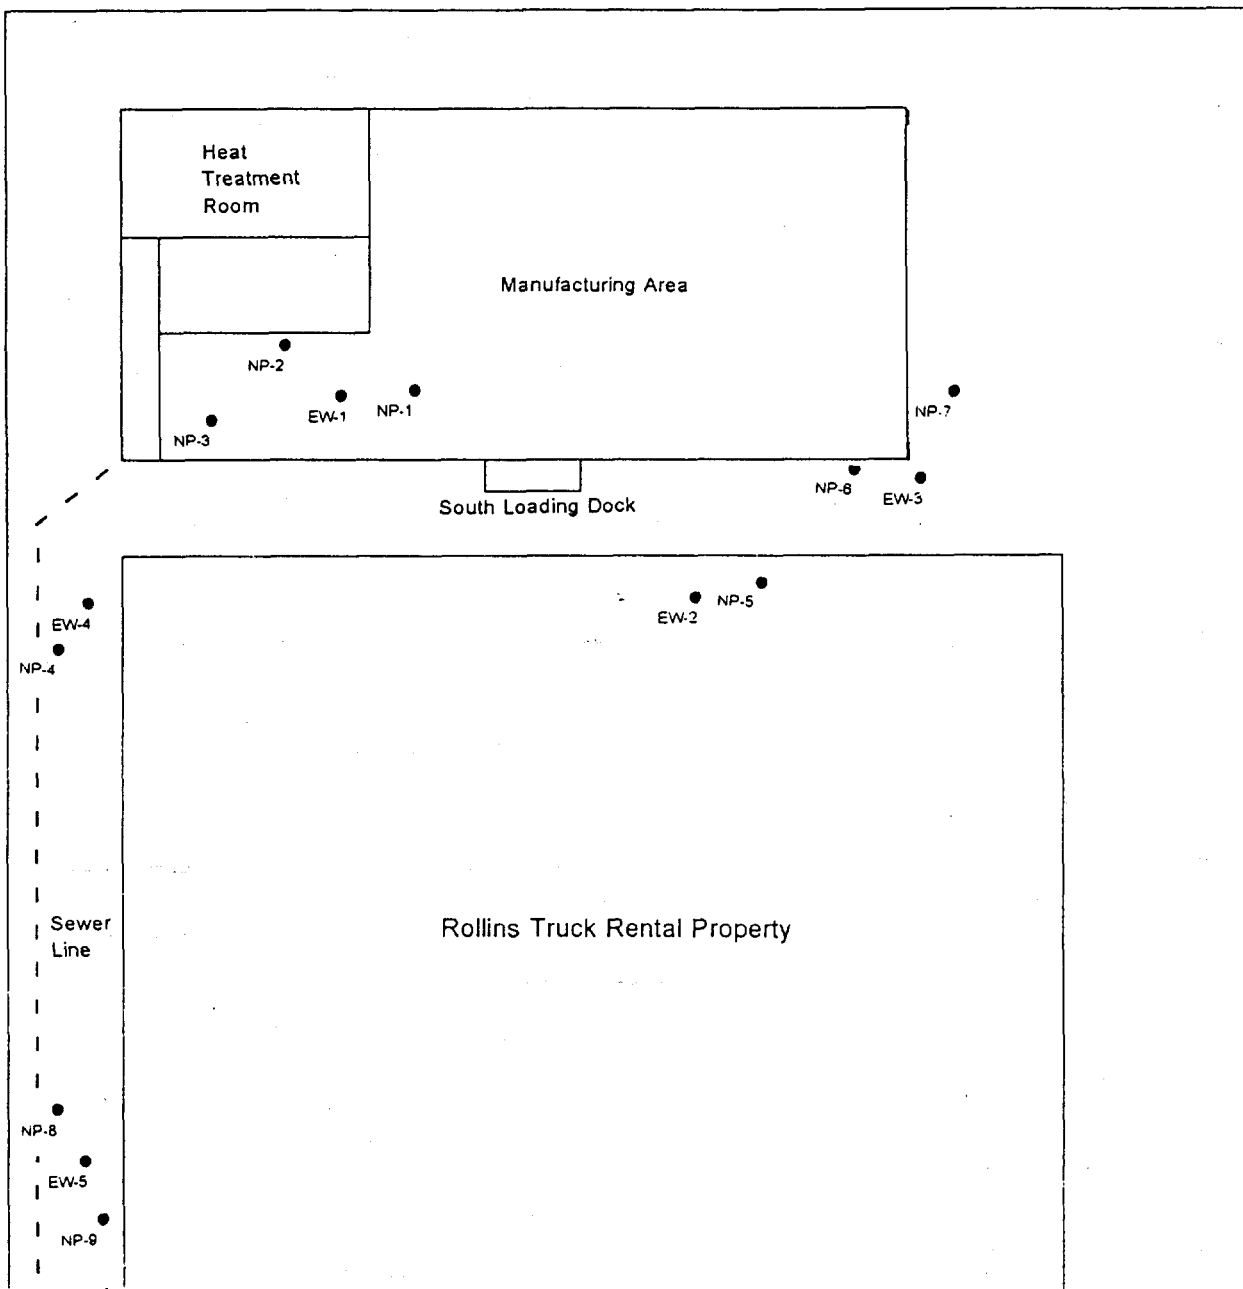 Heat
Treatment
Room
Manufacturing Area
NP-2
EW-1
NP-1
NP-7
NP-3
NP-6
EW-3
South Loading Dock
EW-2
NP-5
EW-4
NP-4
Sewer
Line
Rollins Truck Rental Property
NP-8
EW-5
NP-9